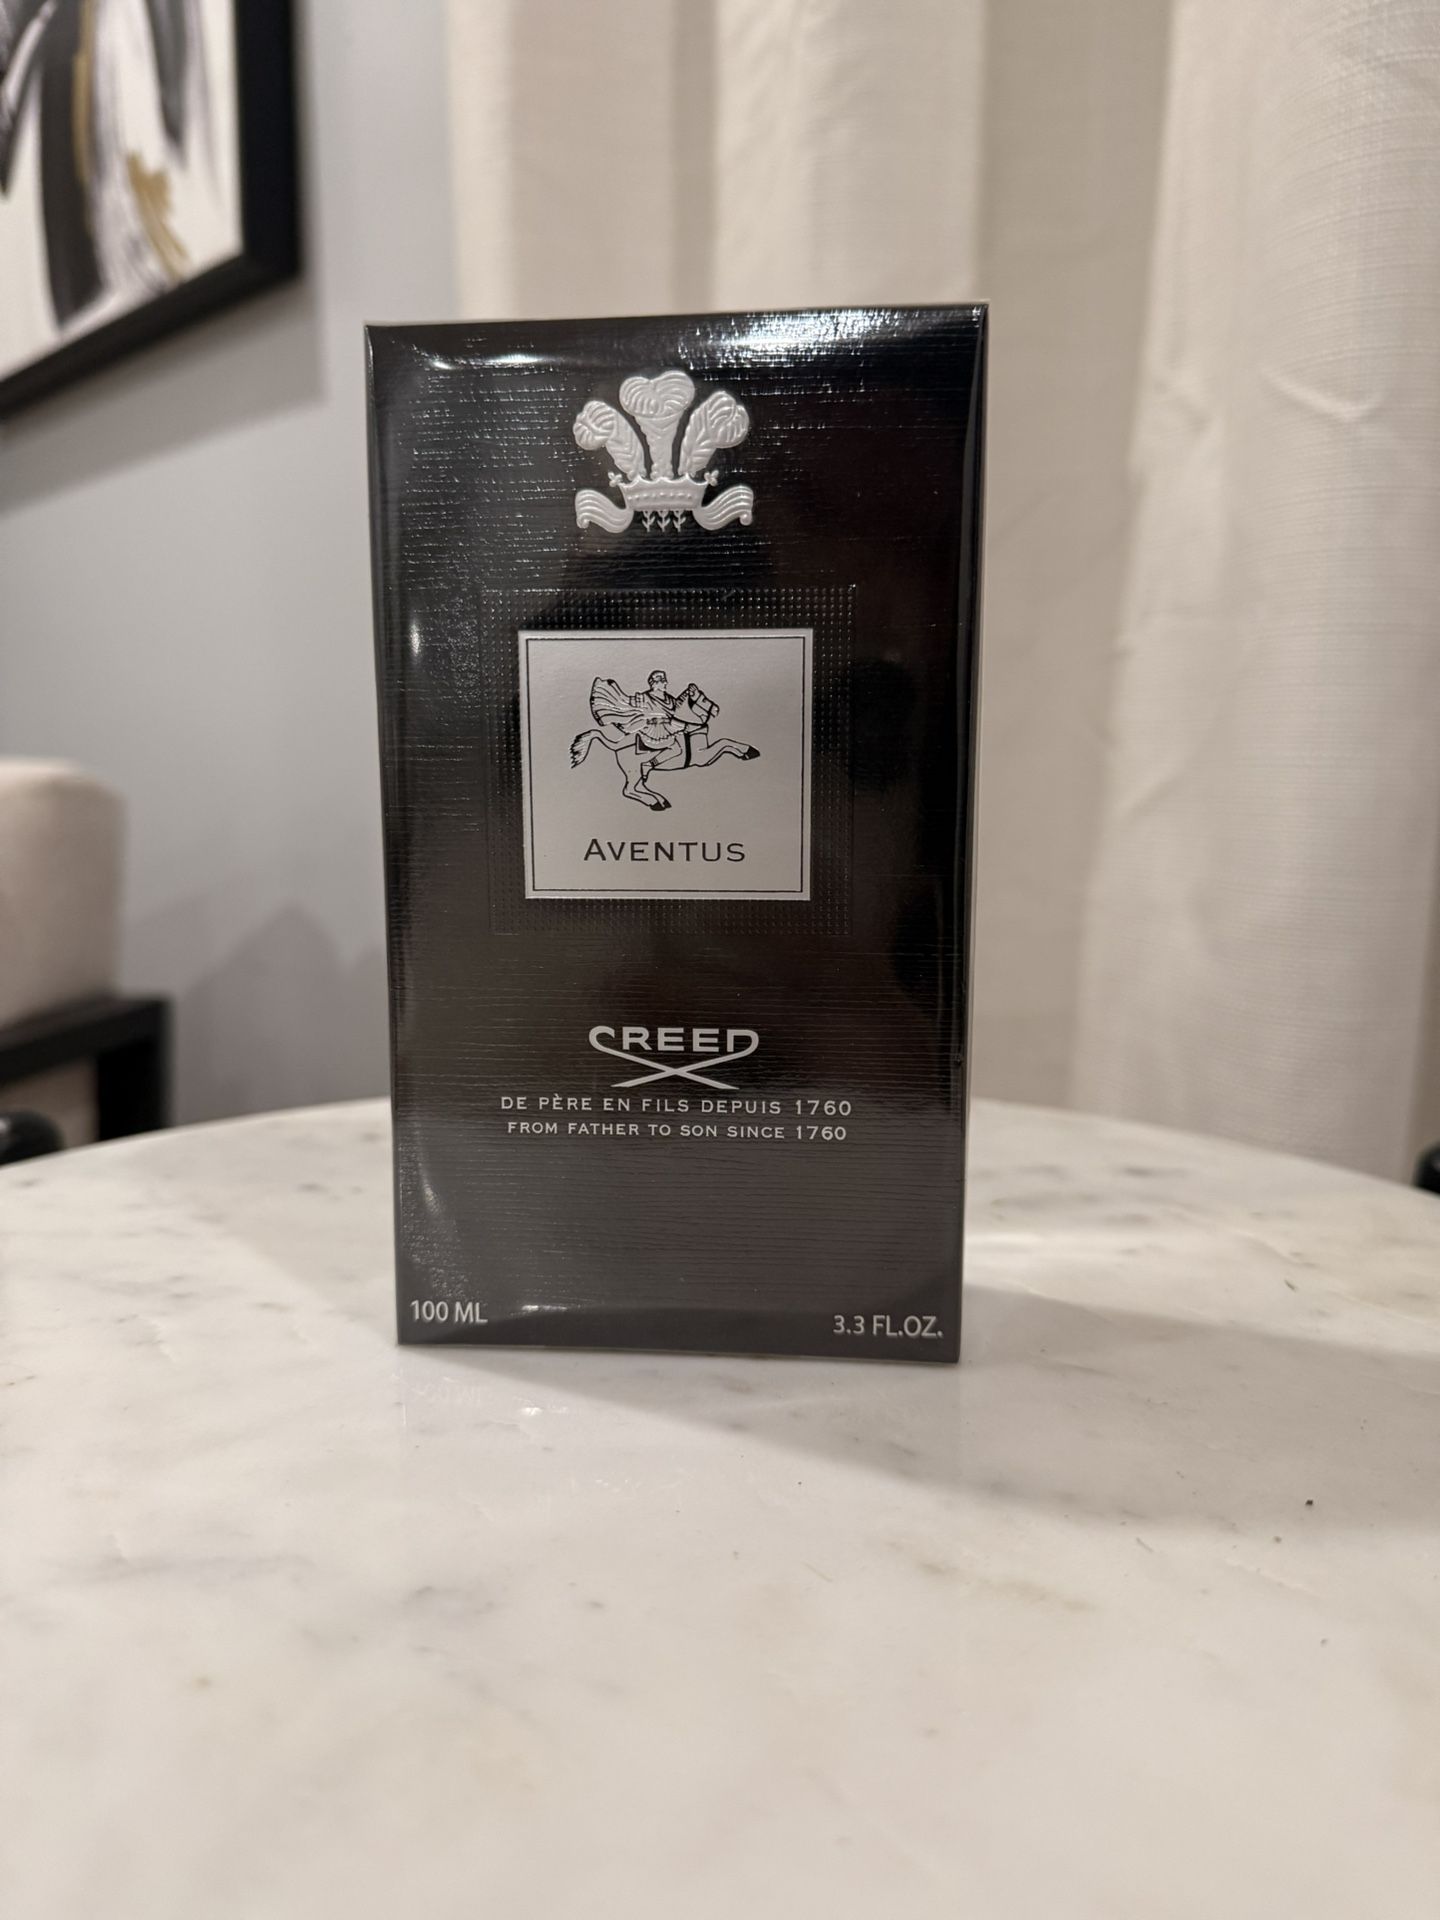 AVENTUS
CREED
DE PÈRE EN FILS DEPUIS 1760
FROM FATHER TO SON SINCE 1760
100 ML
3.3 FL.OZ.